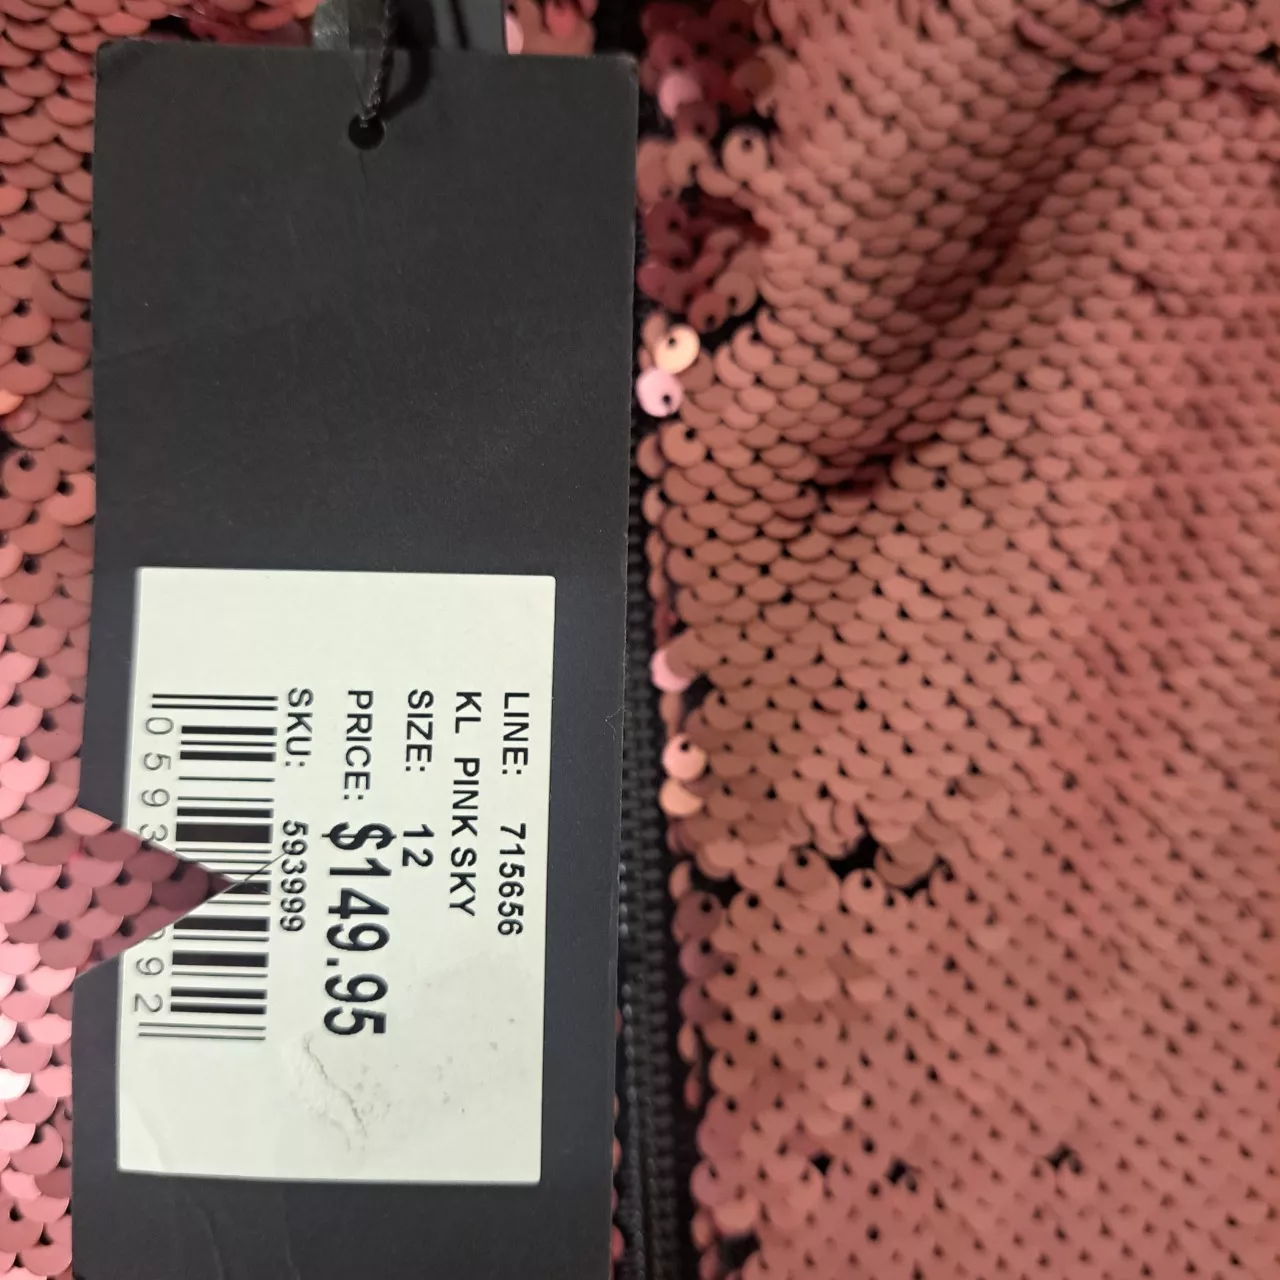 LINE: 715656
KL PINK SKY
SIZE: 12
PRICE: $149.95
SKU: 593999